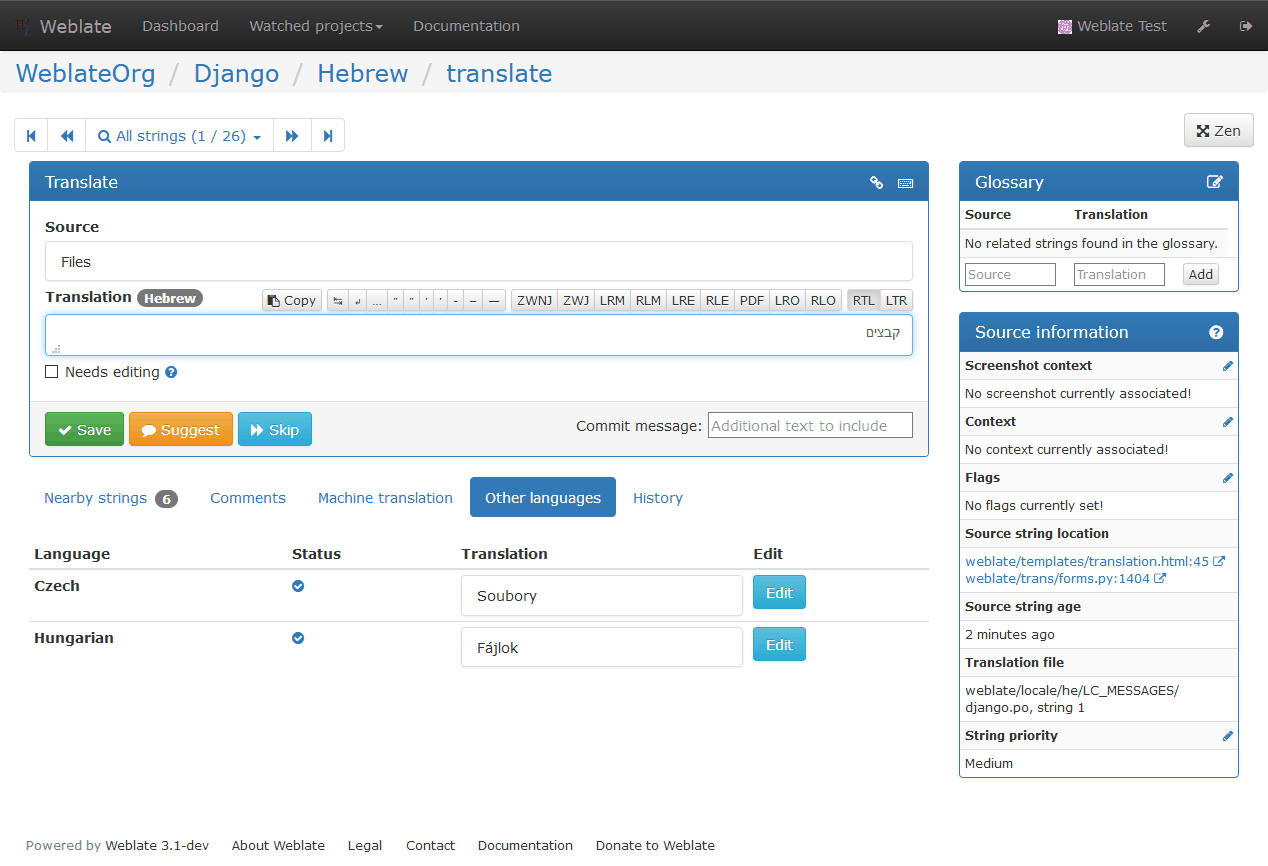 Weblate Dashboard Watched projects Documentation Weblate Test
WeblateOrg / Django / Hebrew / translate
All strings (1 / 26) Zen
Translate
Source
Files
Translation Hebrew Copy … “ ” ‘ ’ - – — ZWNJ ZWJ LRM RLM LRE RLE PDF LRO RLO RTL LTR
קבצים
Needs editing
Save Suggest Skip Commit message: Additional text to include
Nearby strings 6 Comments Machine translation Other languages History
Language Status Translation Edit
Czech Soubory Edit
Hungarian Fájlok Edit
Glossary
Source Translation
No related strings found in the glossary.
Source Translation Add
Source information
Screenshot context
No screenshot currently associated!
Context
No context currently associated!
Flags
No flags currently set!
Source string location
weblate/templates/translation.html:45
weblate/trans/forms.py:1404
Source string age
2 minutes ago
Translation file
weblate/locale/he/LC_MESSAGES/
django.po, string 1
String priority
Medium
Powered by Weblate 3.1-dev About Weblate Legal Contact Documentation Donate to Weblate